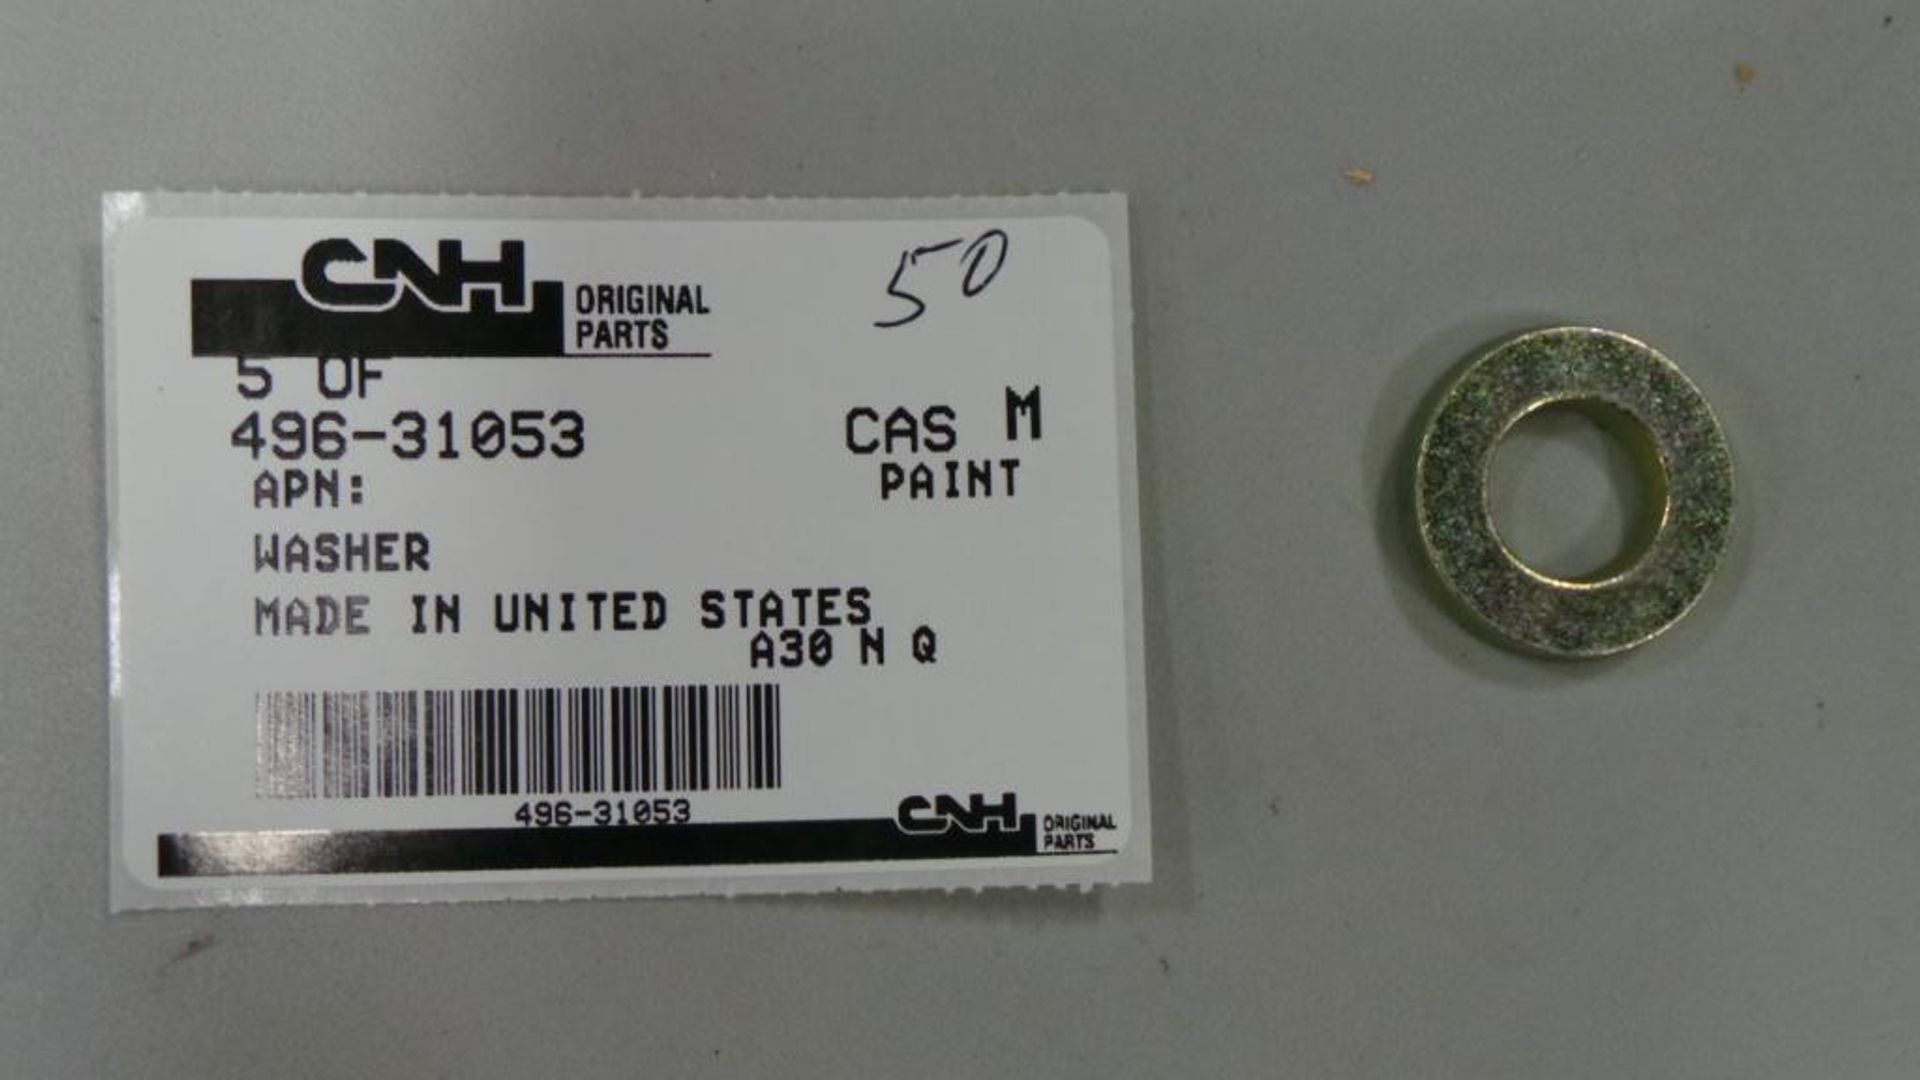 CNH ORIGINAL PARTS
50
5 OF
496-31053
CAS M
APN:
PAINT
WASHER
MADE IN UNITED STATES
A30 N Q
496-31053
CNH ORIGINAL PARTS